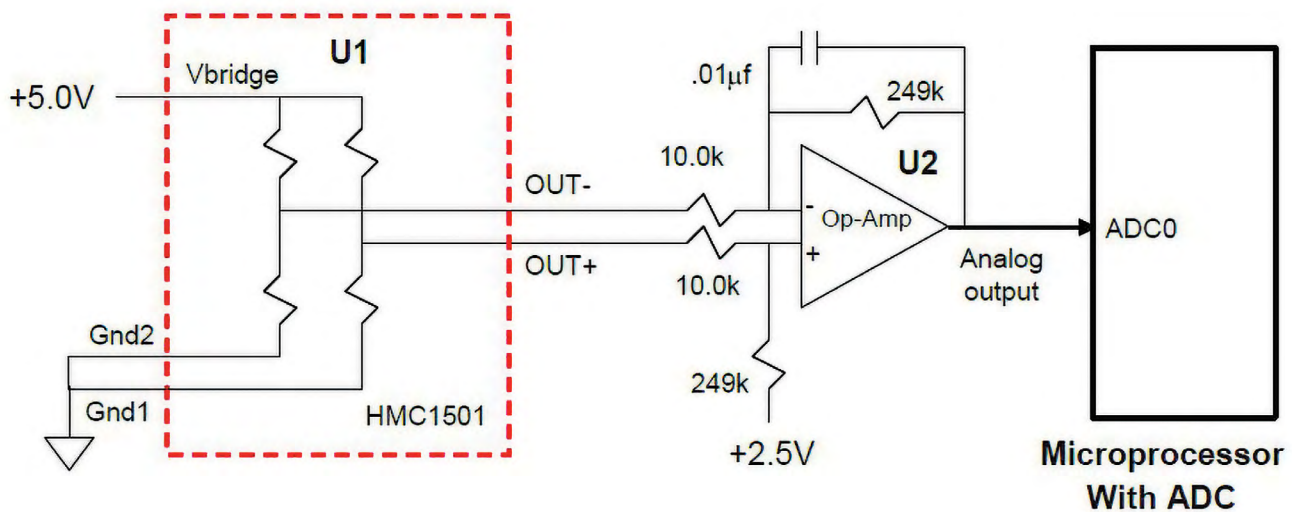 U1
Vbridge
+5.0V
.01µf
249k
10.0k
U2
OUT-
-
Op-Amp
ADC0
+
OUT+
10.0k
Analog
output
Gnd2
Gnd1
HMC1501
249k
+2.5V
Microprocessor
With ADC